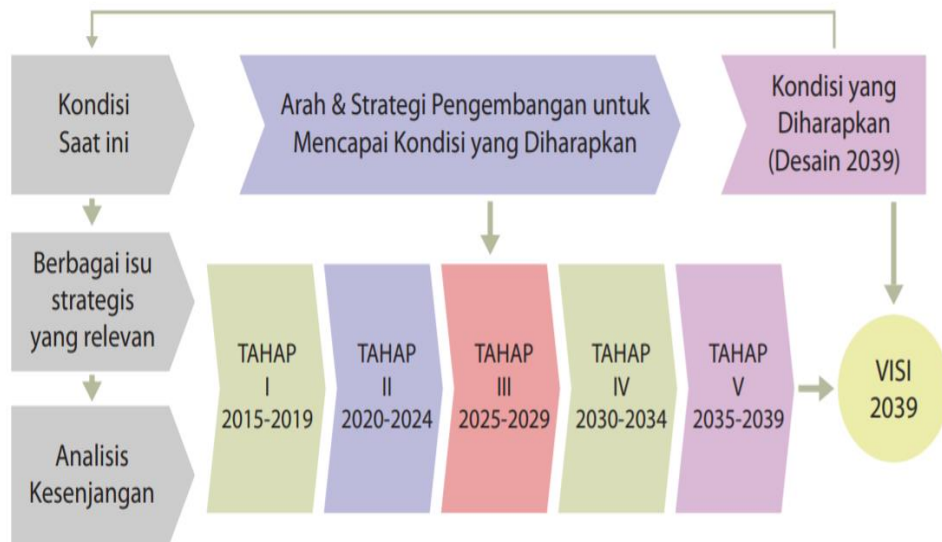 Kondisi
Saat ini
Arah & Strategi Pengembangan untuk
Mencapai Kondisi yang Diharapkan
Kondisi yang
Diharapkan
(Desain 2039)
Berbagai isu
strategis
yang relevan
Analisis
Kesenjangan
TAHAP
I
2015-2019
TAHAP
II
2020-2024
TAHAP
III
2025-2029
TAHAP
IV
2030-2034
TAHAP
V
2035-2039
VISI
2039